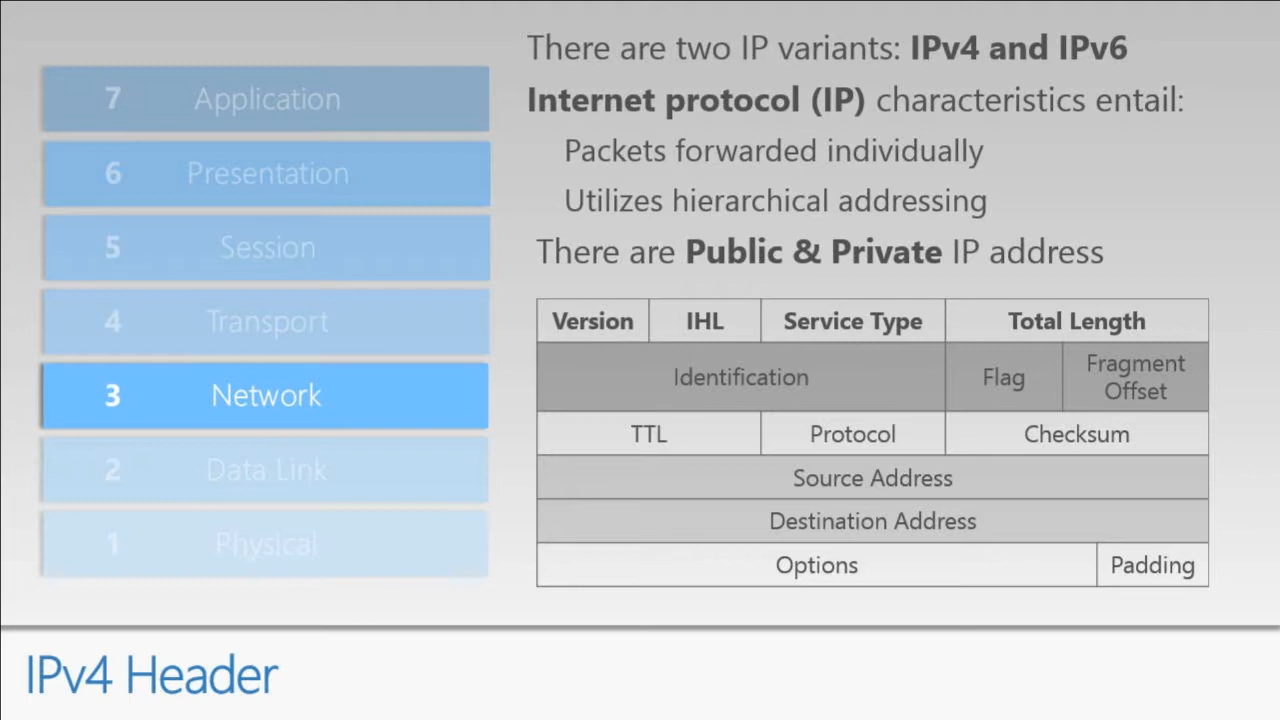 7 Application
6 Presentation
5 Session
4 Transport
3 Network
2 Data Link
1 Physical
There are two IP variants: IPv4 and IPv6
Internet protocol (IP) characteristics entail:
Packets forwarded individually
Utilizes hierarchical addressing
There are Public & Private IP address
Version IHL Service Type Total Length
Identification Flag Fragment
Offset
TTL Protocol Checksum
Source Address
Destination Address
Options Padding
IPv4 Header